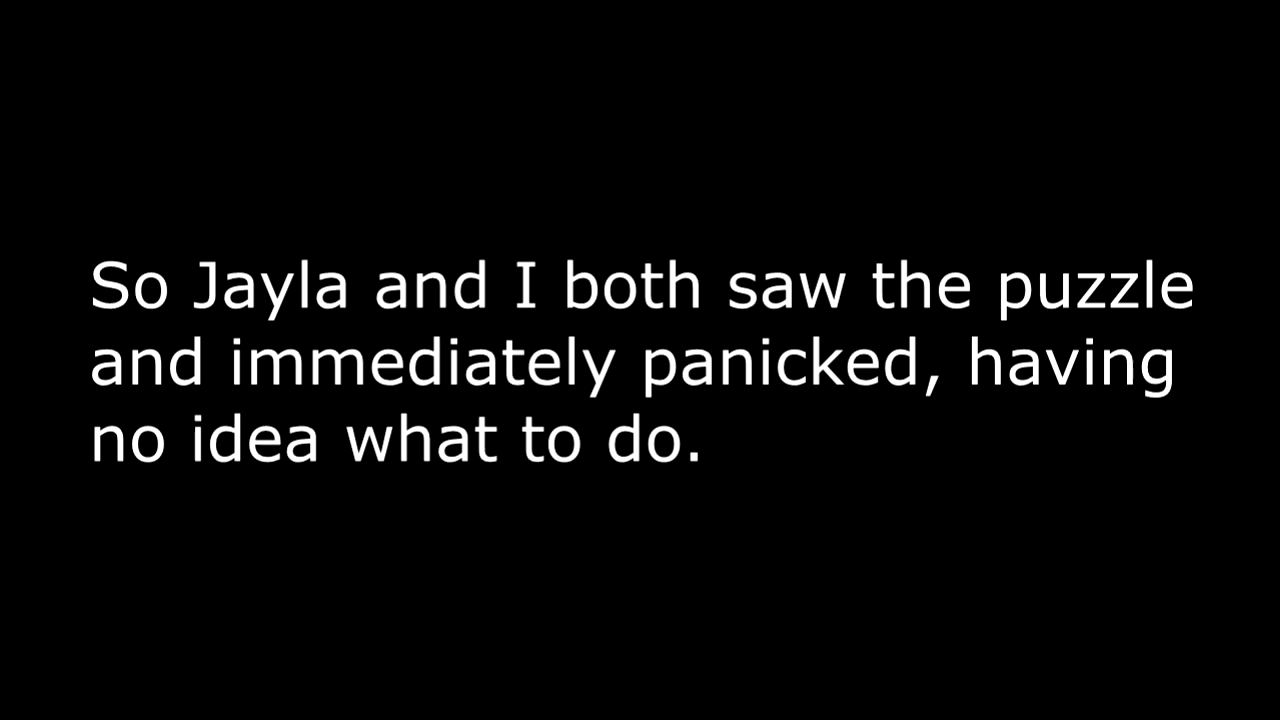 So Jayla and I both saw the puzzle
and immediately panicked, having
no idea what to do.